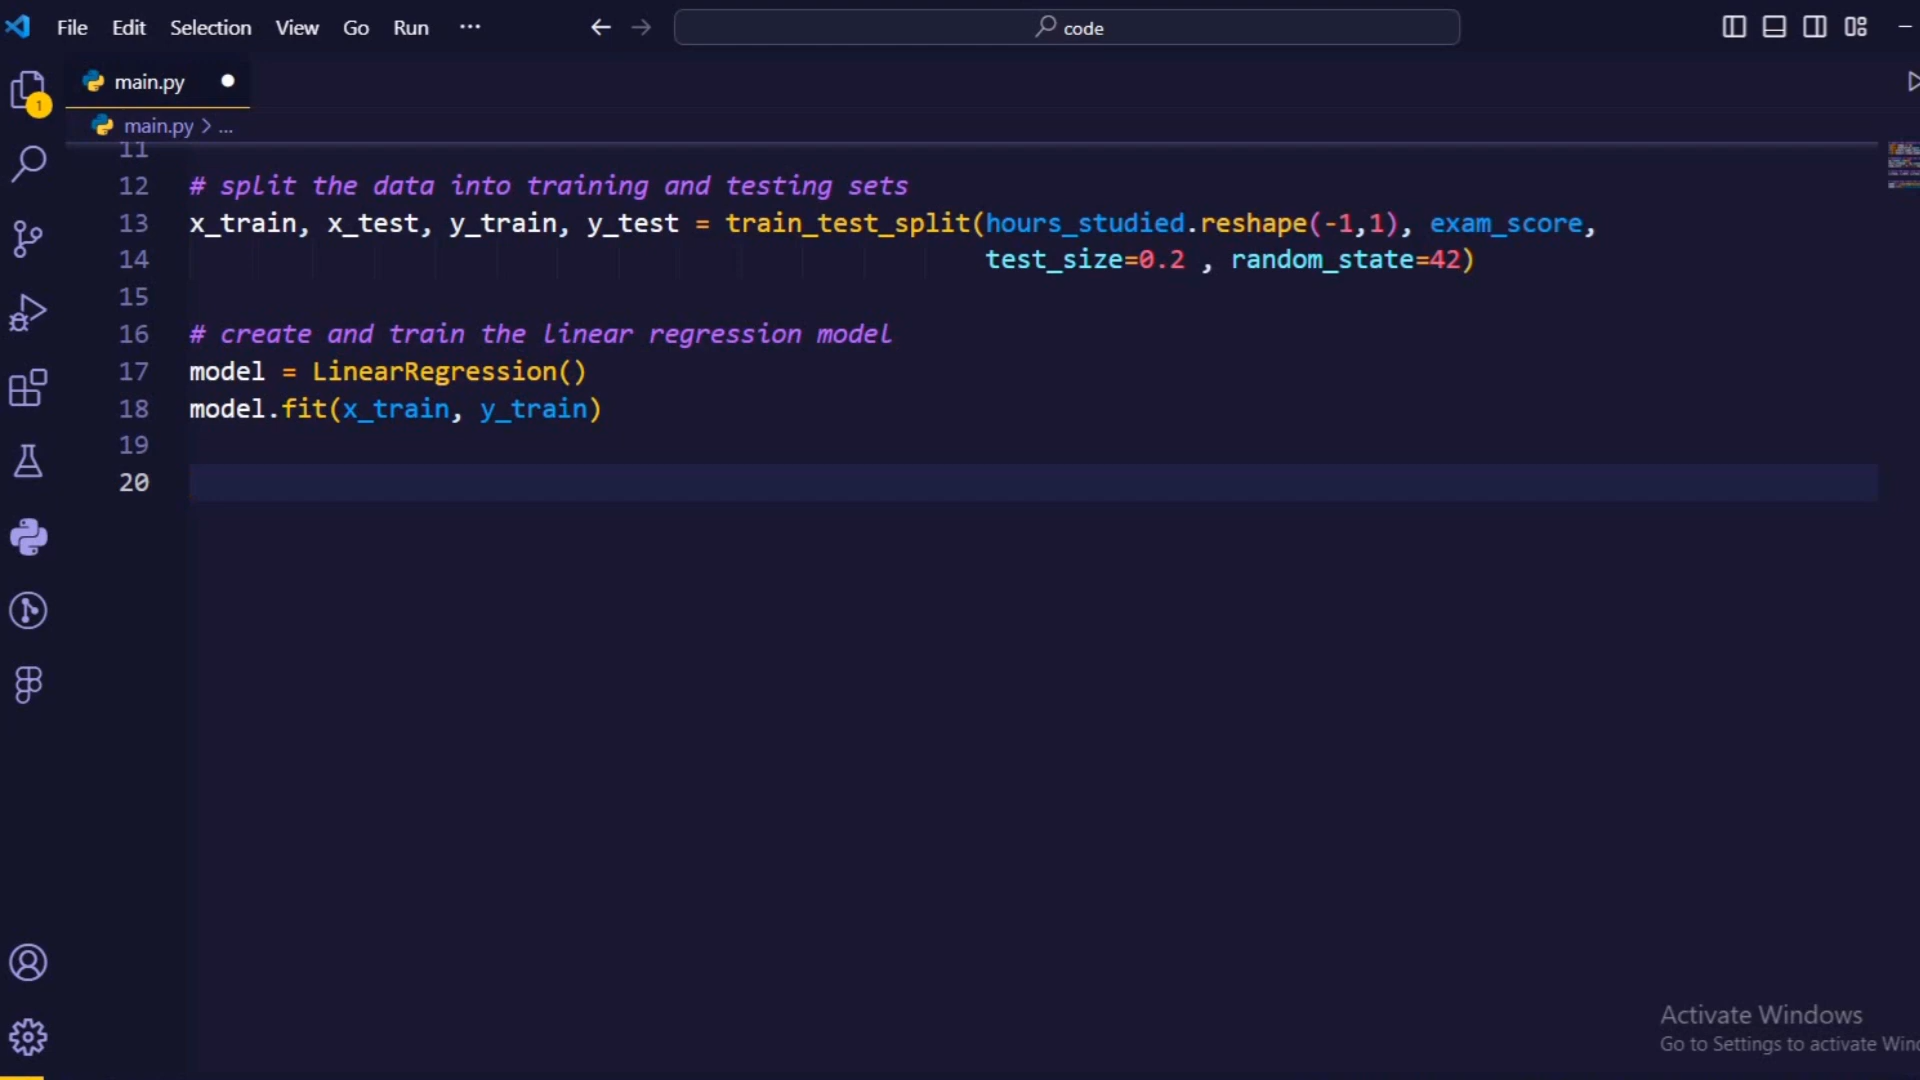 File Edit Selection View Go Run ··· code
main.py
1
main.py > ...
11
12 # split the data into training and testing sets
13 x_train, x_test, y_train, y_test = train_test_split(hours_studied.reshape(-1,1), exam_score,
14 test_size=0.2 , random_state=42)
15
16 # create and train the linear regression model
17 model = LinearRegression()
18 model.fit(x_train, y_train)
19
20
Activate Windows
Go to Settings to activate